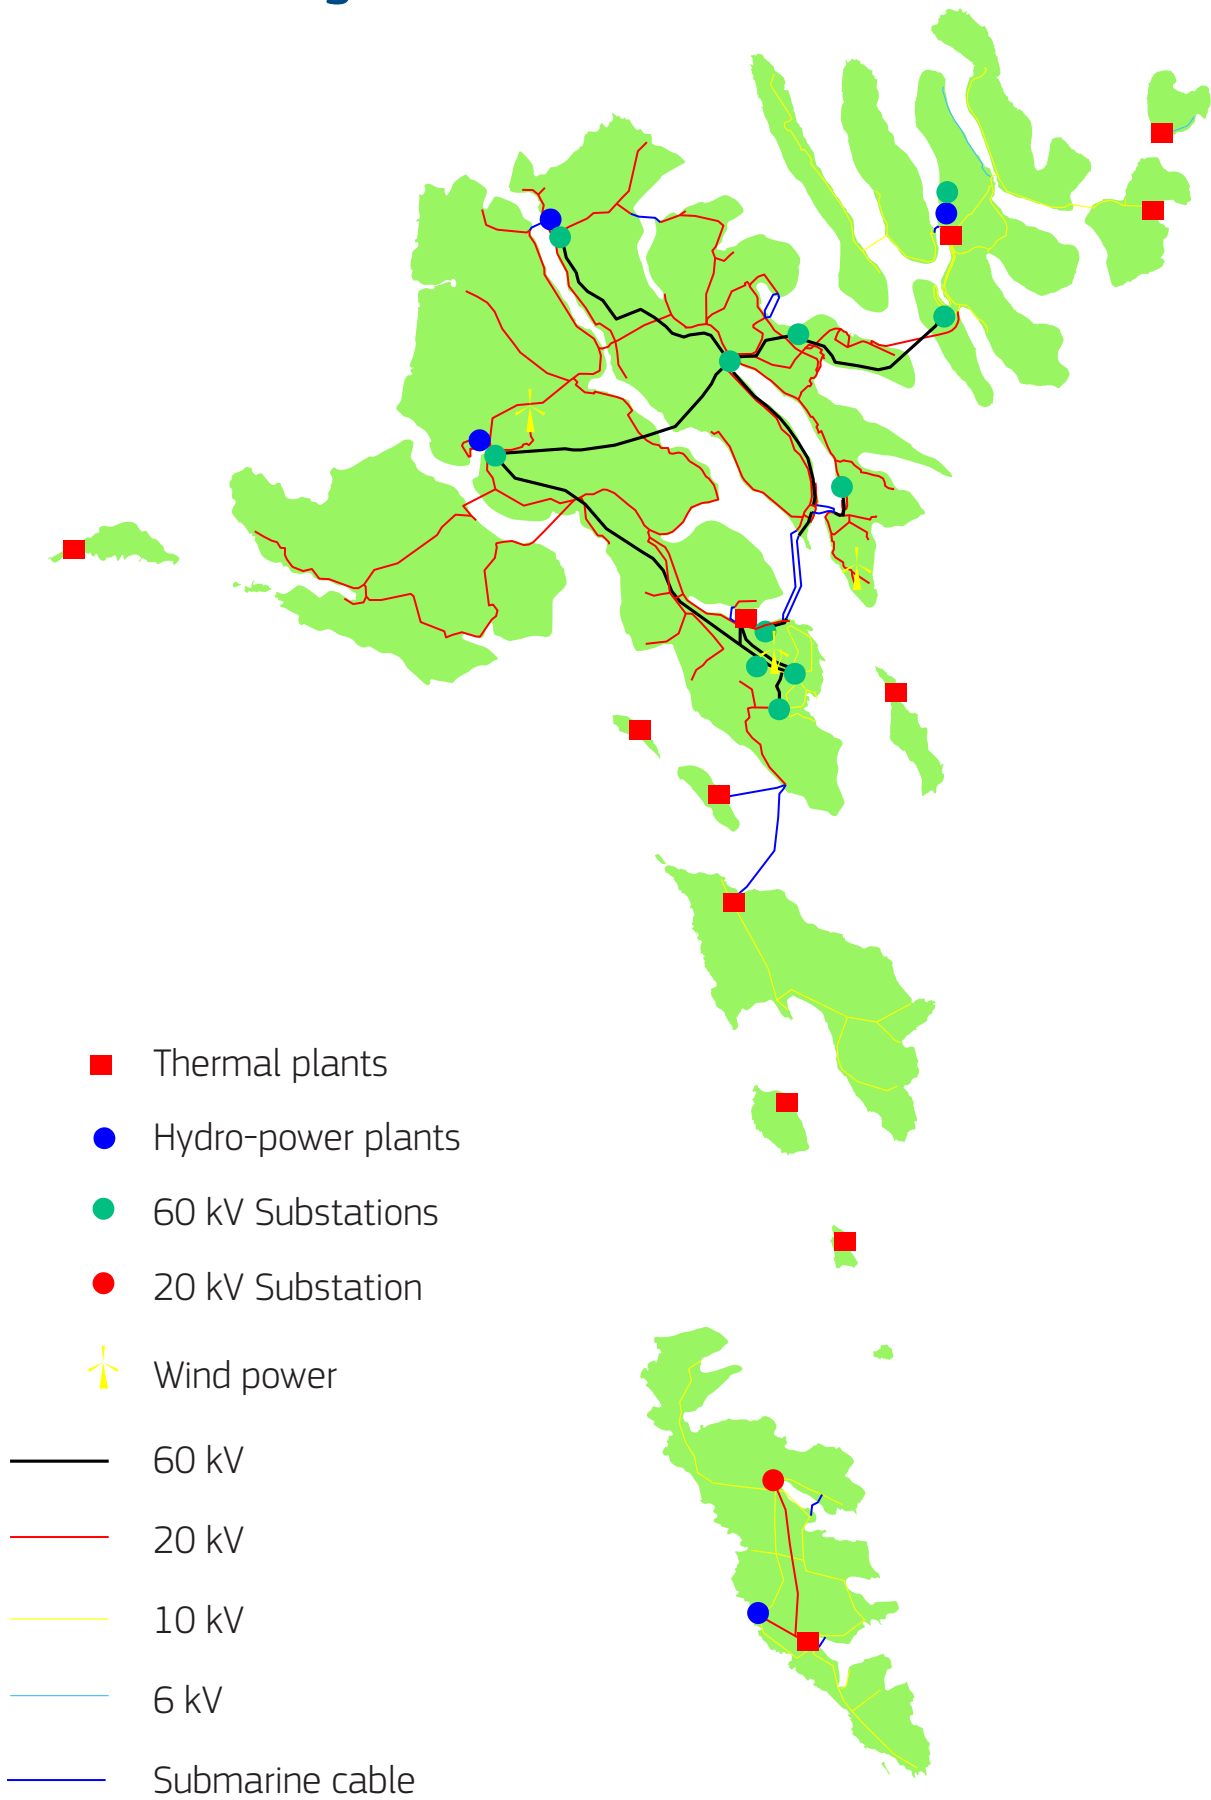 Thermal plants
Hydro-power plants
60 kV Substations
20 kV Substation
Wind power
60 kV
20 kV
10 kV
6 kV
Submarine cable